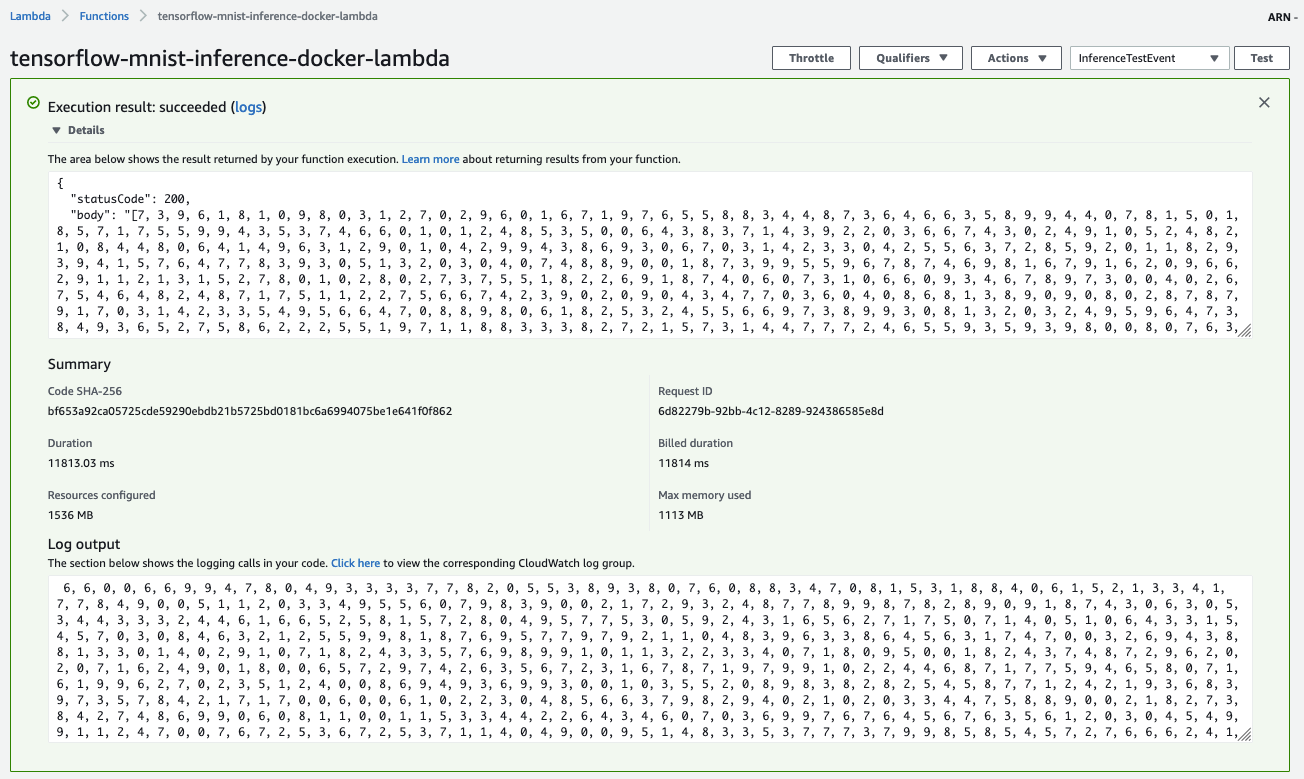 Lambda > Functions > tensorflow-mnist-inference-docker-lambda
ARN -
tensorflow-mnist-inference-docker-lambda
Throttle Qualifiers ▼ Actions ▼ InferenceTestEvent ▼ Test
Execution result: succeeded (logs)
▼ Details
The area below shows the result returned by your function execution. Learn more about returning results from your function.
{
"statusCode": 200,
"body": "[7, 3, 9, 6, 1, 8, 1, 0, 9, 8, 0, 3, 1, 2, 7, 0, 2, 9, 6, 0, 1, 6, 7, 1, 9, 7, 6, 5, 5, 8, 8, 3, 4, 4, 8, 7, 3, 6, 4, 6, 6, 3, 5, 8, 9, 9, 4, 4, 0, 7, 8, 1, 5, 0, 1,
8, 5, 7, 1, 7, 5, 5, 9, 9, 4, 3, 5, 3, 7, 4, 6, 6, 0, 1, 0, 1, 2, 4, 8, 5, 3, 5, 0, 0, 6, 4, 3, 8, 3, 7, 1, 4, 3, 9, 2, 2, 0, 3, 6, 6, 7, 4, 3, 0, 2, 4, 9, 1, 0, 5, 2, 4, 8, 2,
1, 0, 8, 4, 4, 8, 0, 6, 4, 1, 4, 9, 6, 3, 1, 2, 9, 0, 1, 0, 4, 2, 9, 9, 4, 3, 8, 6, 9, 3, 0, 6, 7, 0, 3, 1, 4, 2, 3, 3, 0, 4, 2, 5, 5, 6, 3, 7, 2, 8, 5, 9, 2, 0, 1, 1, 8, 2, 9,
3, 9, 4, 1, 5, 7, 6, 4, 7, 7, 8, 3, 9, 3, 0, 5, 1, 3, 2, 0, 3, 0, 4, 0, 7, 4, 8, 8, 9, 0, 0, 1, 8, 7, 3, 9, 9, 5, 5, 9, 6, 7, 8, 7, 4, 6, 9, 8, 1, 6, 7, 9, 1, 6, 2, 0, 9, 6, 6,
2, 9, 1, 1, 2, 1, 3, 1, 5, 2, 7, 8, 0, 1, 0, 2, 8, 0, 2, 7, 3, 7, 5, 5, 1, 8, 2, 2, 6, 9, 1, 8, 7, 4, 0, 6, 0, 7, 3, 1, 0, 6, 6, 0, 9, 3, 4, 6, 7, 8, 9, 7, 3, 0, 0, 4, 0, 2, 6,
7, 5, 4, 6, 4, 8, 2, 4, 8, 7, 1, 7, 5, 1, 1, 2, 2, 7, 5, 6, 6, 7, 4, 2, 3, 9, 0, 2, 0, 9, 0, 4, 3, 4, 7, 7, 0, 3, 6, 0, 4, 0, 8, 6, 8, 1, 3, 8, 9, 0, 9, 0, 8, 0, 2, 8, 7, 8, 7,
9, 1, 7, 0, 3, 1, 4, 2, 3, 3, 5, 4, 9, 5, 6, 6, 4, 7, 0, 8, 8, 9, 8, 0, 6, 1, 8, 2, 5, 3, 2, 4, 5, 5, 6, 6, 9, 7, 3, 8, 9, 9, 3, 0, 8, 1, 3, 2, 0, 3, 2, 4, 9, 5, 9, 6, 4, 7, 3,
8, 4, 9, 3, 6, 5, 2, 7, 5, 8, 6, 2, 2, 2, 5, 5, 1, 9, 7, 1, 1, 8, 8, 3, 3, 3, 8, 2, 7, 2, 1, 5, 7, 3, 1, 4, 4, 7, 7, 7, 2, 4, 6, 5, 5, 9, 3, 5, 9, 3, 9, 8, 0, 0, 8, 0, 7, 6, 3,
Summary
Code SHA-256
bf653a92ca05725cde59290ebdb21b5725bd0181bc6a6994075be1e641f0f862
Request ID
6d82279b-92bb-4c12-8289-924386585e8d
Duration
11813.03 ms
Billed duration
11814 ms
Resources configured
1536 MB
Max memory used
1113 MB
Log output
The section below shows the logging calls in your code. Click here to view the corresponding CloudWatch log group.
6, 6, 0, 0, 6, 6, 9, 9, 4, 7, 8, 0, 4, 9, 3, 3, 3, 3, 7, 7, 8, 2, 0, 5, 5, 3, 8, 9, 3, 8, 0, 7, 6, 0, 8, 8, 3, 4, 7, 0, 8, 1, 5, 3, 1, 8, 8, 4, 0, 6, 1, 5, 2, 1, 3, 3, 4, 1,
7, 7, 8, 4, 9, 0, 0, 5, 1, 1, 2, 0, 3, 3, 4, 9, 5, 5, 6, 0, 7, 9, 8, 3, 9, 0, 0, 2, 1, 7, 2, 9, 3, 2, 4, 8, 7, 7, 8, 9, 9, 8, 7, 8, 2, 8, 9, 0, 9, 1, 8, 7, 4, 3, 0, 6, 3, 0, 5,
3, 4, 4, 3, 3, 3, 2, 4, 4, 6, 1, 6, 6, 5, 2, 5, 8, 1, 5, 7, 2, 8, 0, 4, 9, 5, 7, 7, 5, 3, 0, 5, 9, 2, 4, 3, 1, 6, 5, 6, 2, 7, 1, 7, 5, 0, 7, 1, 4, 0, 5, 1, 0, 6, 4, 3, 3, 1, 5,
4, 5, 7, 0, 3, 0, 8, 4, 6, 3, 2, 1, 2, 5, 5, 9, 9, 8, 1, 8, 7, 6, 9, 5, 7, 7, 9, 7, 9, 2, 1, 1, 0, 4, 8, 3, 9, 6, 3, 3, 8, 6, 4, 5, 6, 3, 1, 7, 4, 7, 0, 0, 3, 2, 6, 9, 4, 3, 8,
8, 1, 3, 3, 0, 1, 4, 0, 2, 9, 1, 0, 7, 1, 8, 2, 4, 3, 3, 5, 7, 6, 9, 8, 9, 9, 1, 0, 1, 1, 3, 2, 2, 3, 3, 4, 0, 7, 1, 8, 0, 9, 5, 0, 0, 1, 8, 2, 4, 3, 7, 4, 8, 7, 2, 9, 6, 2, 0,
2, 0, 7, 1, 6, 2, 4, 9, 0, 1, 8, 0, 0, 6, 5, 7, 2, 9, 7, 4, 2, 6, 3, 5, 6, 7, 2, 3, 1, 6, 7, 8, 7, 1, 9, 7, 9, 9, 1, 0, 2, 2, 4, 4, 6, 8, 7, 1, 7, 7, 5, 9, 4, 6, 5, 8, 0, 7, 1,
6, 1, 9, 9, 6, 2, 7, 0, 2, 3, 5, 1, 2, 4, 0, 0, 8, 6, 9, 4, 9, 3, 6, 9, 9, 3, 0, 0, 1, 0, 3, 5, 5, 2, 0, 8, 9, 8, 3, 8, 2, 8, 2, 5, 4, 5, 8, 7, 7, 1, 2, 4, 2, 1, 9, 3, 6, 8, 3,
9, 7, 3, 5, 7, 8, 4, 2, 1, 7, 1, 7, 0, 0, 6, 0, 0, 6, 1, 0, 2, 2, 3, 0, 4, 8, 5, 6, 6, 3, 7, 9, 8, 2, 9, 4, 0, 2, 1, 0, 2, 0, 3, 3, 4, 4, 7, 5, 8, 8, 9, 0, 0, 2, 1, 8, 2, 7, 3,
8, 4, 2, 7, 4, 8, 6, 9, 9, 0, 6, 0, 8, 1, 1, 0, 0, 1, 1, 5, 3, 3, 4, 4, 2, 2, 6, 4, 3, 4, 6, 0, 7, 0, 3, 6, 9, 9, 7, 6, 7, 6, 4, 5, 6, 7, 6, 3, 5, 6, 1, 2, 0, 3, 0, 4, 5, 4, 9,
9, 1, 1, 2, 4, 7, 0, 0, 7, 6, 7, 2, 5, 3, 6, 7, 2, 5, 3, 7, 1, 1, 4, 0, 4, 9, 0, 0, 9, 5, 1, 4, 8, 3, 3, 5, 3, 7, 7, 7, 3, 7, 9, 9, 8, 5, 8, 5, 4, 5, 7, 2, 7, 6, 6, 6, 2, 4, 1,